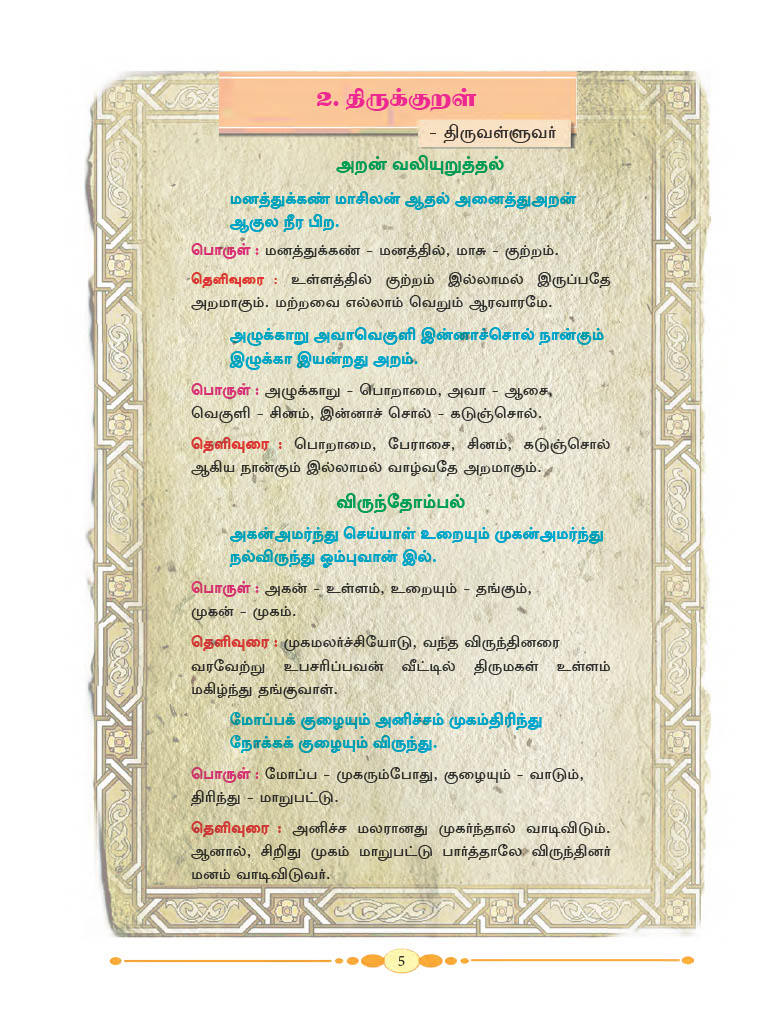 2. திருக்குறள்
– திருவள்ளுவர்
அறன் வலியுறுத்தல்
மனத்துக்கண் மாசிலன் ஆதல் அனைத்துஅறன்
ஆகுல நீர பிற.
பொருள் : மனத்துக்கண் – மனத்தில், மாசு – குற்றம்.
தெளிவுரை : உள்ளத்தில் குற்றம் இல்லாமல் இருப்பதே
அறமாகும். மற்றவை எல்லாம் வெறும் ஆரவாரமே.
அழுக்காறு அவாவெகுளி இன்னாச்சொல் நான்கும்
இழுக்கா இயன்றது அறம்.
பொருள் : அழுக்காறு – பொறாமை, அவா – ஆசை,
வெகுளி – சினம், இன்னாச் சொல் – கடுஞ்சொல்.
தெளிவுரை : பொறாமை, பேராசை, சினம், கடுஞ்சொல்
ஆகிய நான்கும் இல்லாமல் வாழ்வதே அறமாகும்.
விருந்தோம்பல்
அகன்அமர்ந்து செய்யாள் உறையும் முகன்அமர்ந்து
நல்விருந்து ஓம்புவான் இல்.
பொருள் : அகன் – உள்ளம், உறையும் – தங்கும்,
முகன் – முகம்.
தெளிவுரை : முகமலர்ச்சியோடு, வந்த விருந்தினரை
வரவேற்று உபசரிப்பவன் வீட்டில் திருமகள் உள்ளம்
மகிழ்ந்து தங்குவாள்.
மோப்பக் குழையும் அனிச்சம் முகம்திரிந்து
நோக்கக் குழையும் விருந்து.
பொருள் : மோப்ப – முகரும்போது, குழையும் – வாடும்,
திரிந்து – மாறுபட்டு.
தெளிவுரை : அனிச்ச மலரானது முகர்ந்தால் வாடிவிடும்.
ஆனால், சிறிது முகம் மாறுபட்டு பார்த்தாலே விருந்தினர்
மனம் வாடிவிடுவர்.
5